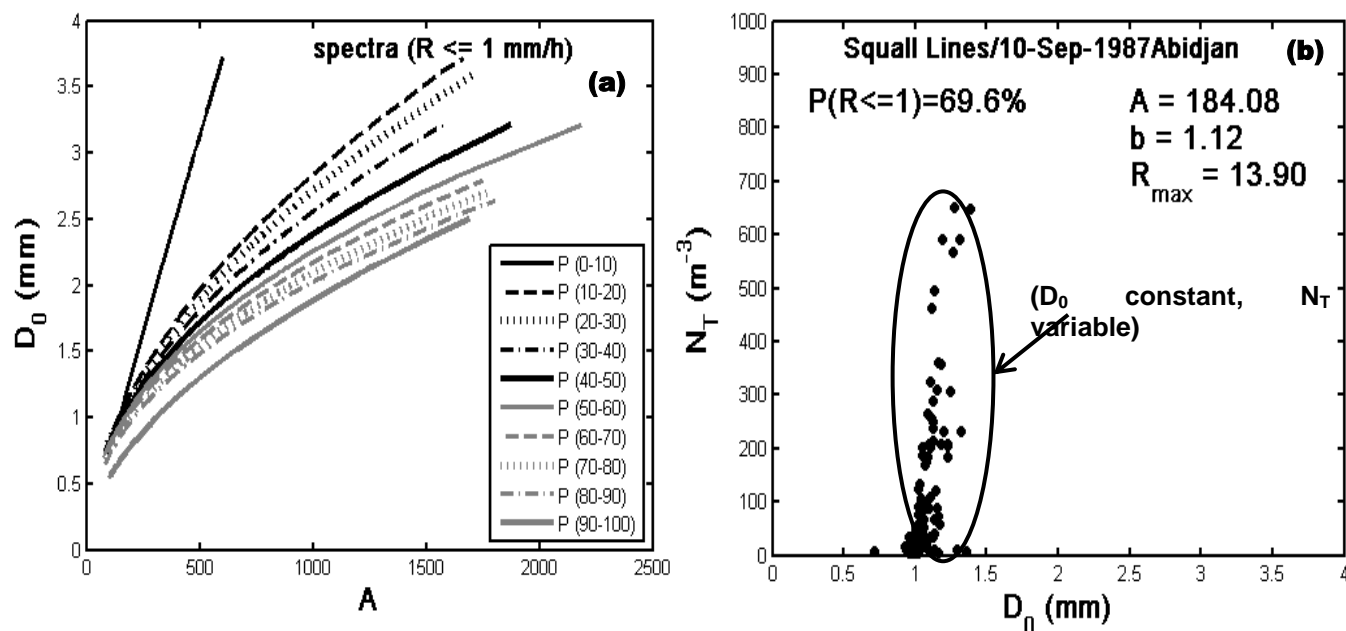 spectra (R <= 1 mm/h)
(a)
4
3.5
3
2.5
2
1.5
1
0.5
0
D0 (mm)
0
500
1000
1500
2000
2500
A
P (0-10)
P (10-20)
P (20-30)
P (30-40)
P (40-50)
P (50-60)
P (60-70)
P (70-80)
P (80-90)
P (90-100)
Squall Lines/10-Sep-1987Abidjan
(b)
P(R<=1)=69.6%
A = 184.08
b = 1.12
Rmax = 13.90
(D0 constant, NT
variable)
1000
900
800
700
600
500
400
300
200
100
0
NT (m-3)
0
0.5
1
1.5
2
2.5
3
3.5
4
D0 (mm)